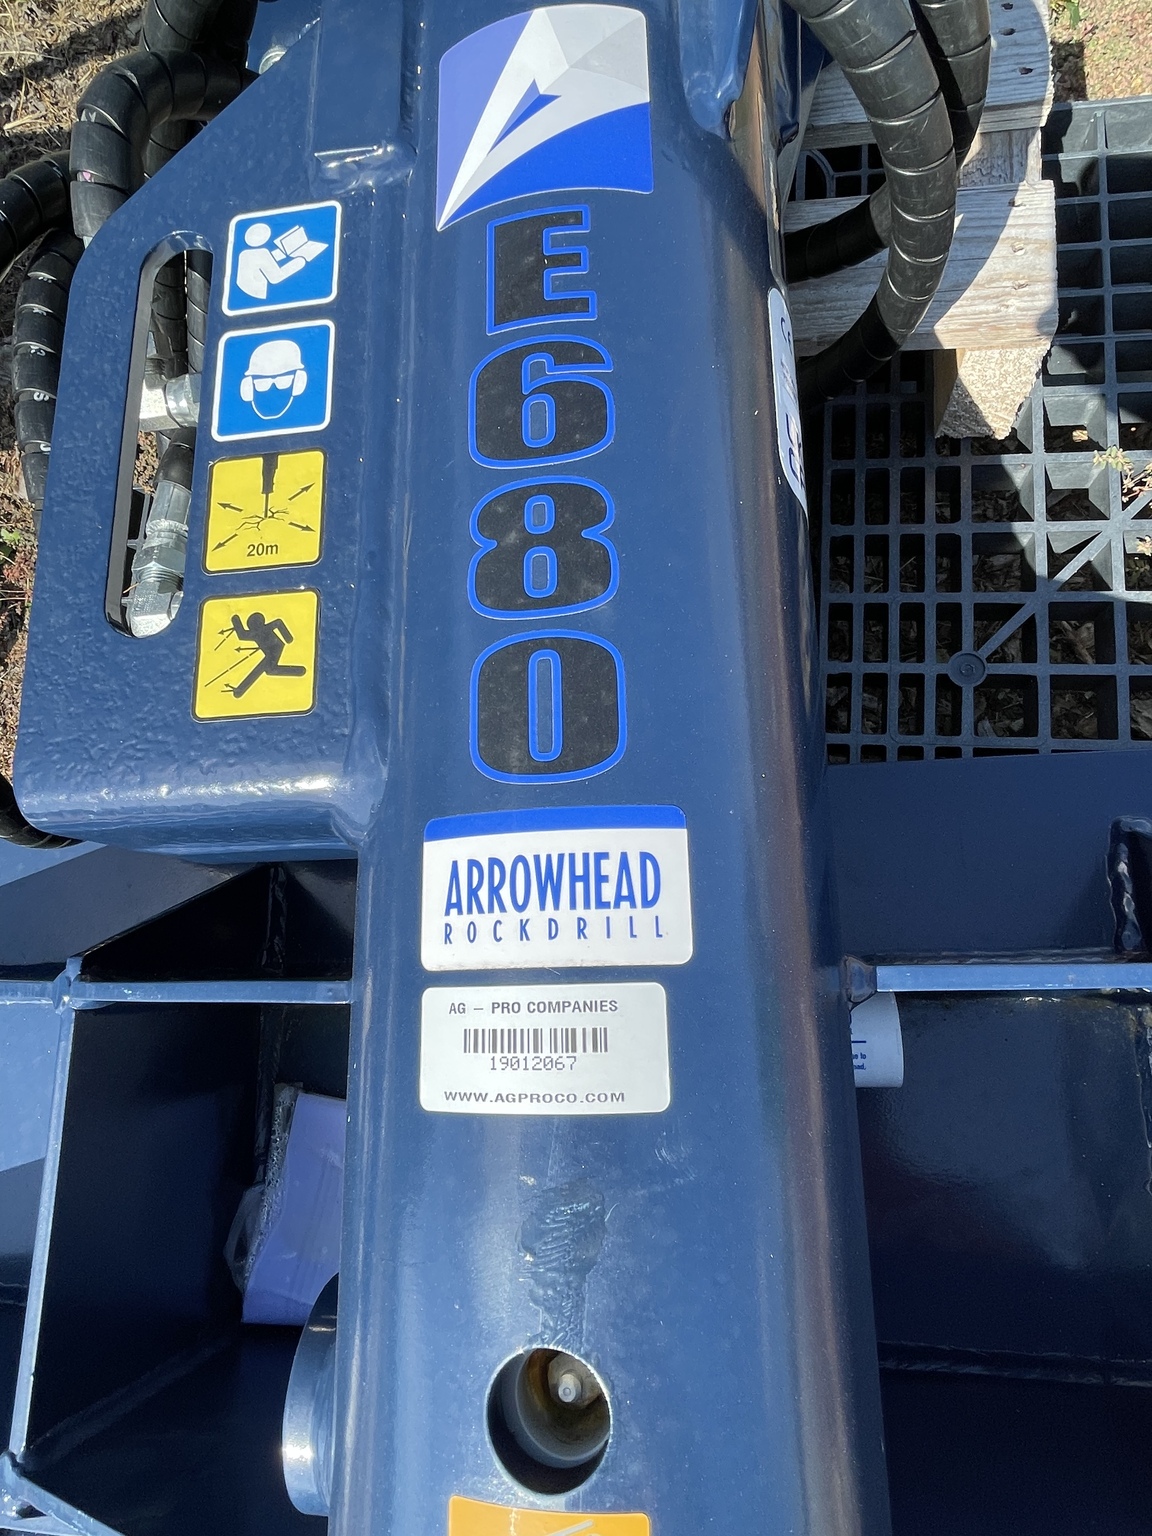 E680
20m
ARROWHEAD
ROCKDRILL
AG - PRO COMPANIES
19012067
WWW.AGPROCO.COM